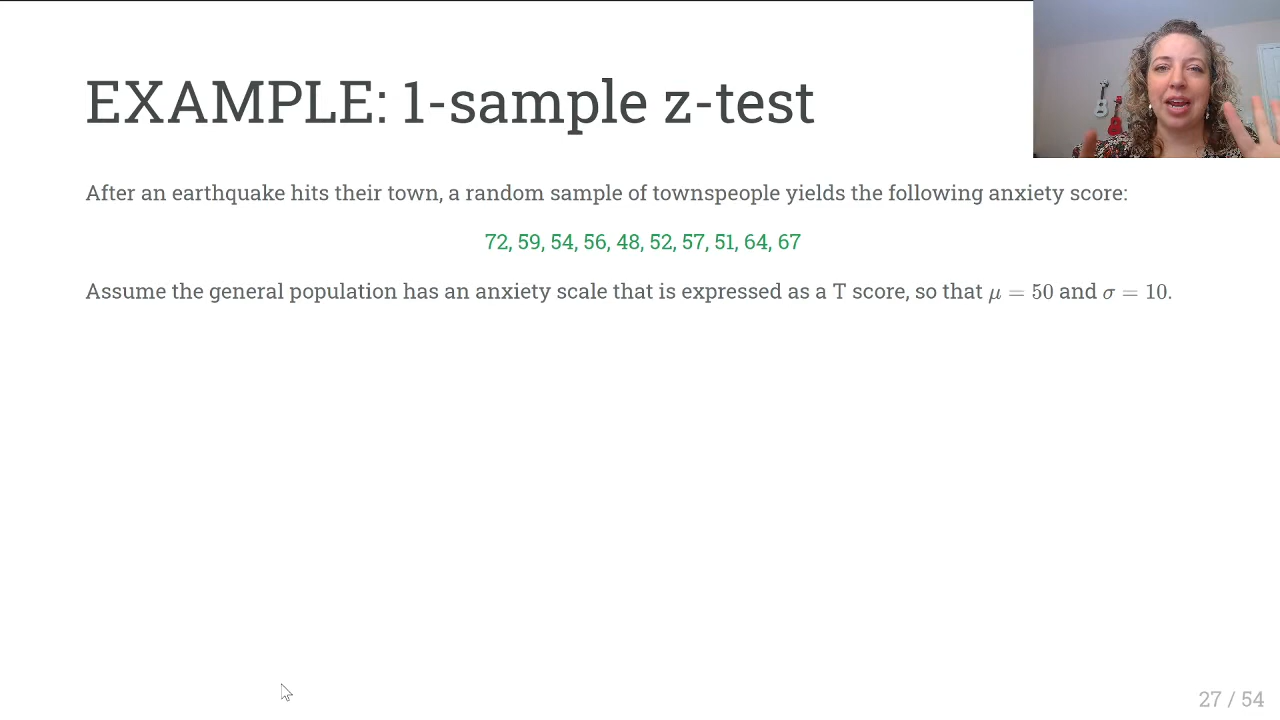 EXAMPLE: 1-sample z-test
After an earthquake hits their town, a random sample of townspeople yields the following anxiety score:
72, 59, 54, 56, 48, 52, 57, 51, 64, 67
Assume the general population has an anxiety scale that is expressed as a T score, so that μ = 50 and σ = 10.
27 / 54